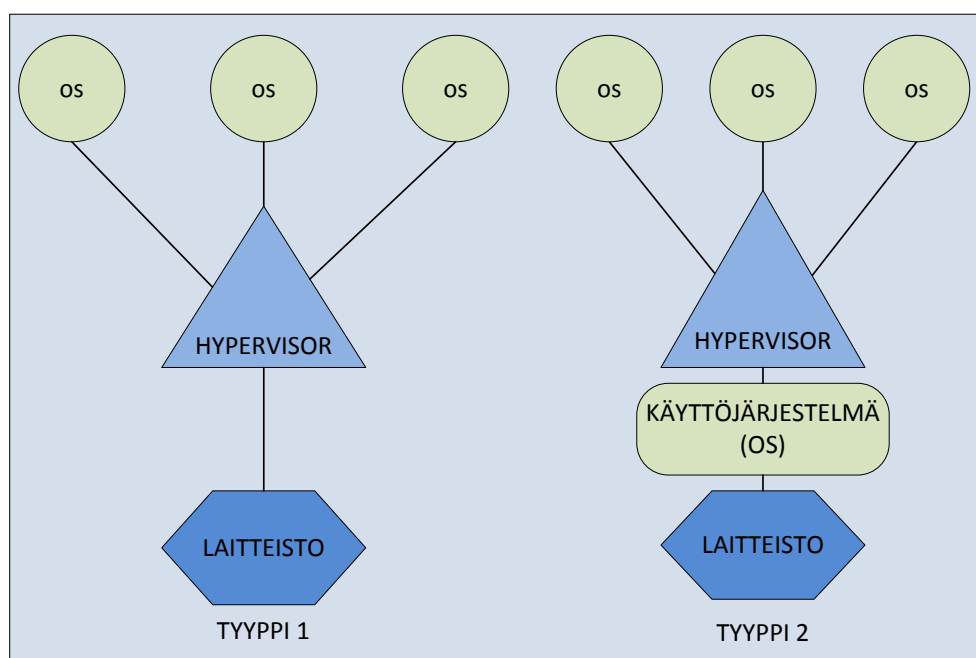 os
os
os
HYPERVISOR
LAITTEISTO
TYYPPI 1
os
os
os
HYPERVISOR
KÄYTTÖJÄRJESTELMÄ
(OS)
LAITTEISTO
TYYPPI 2